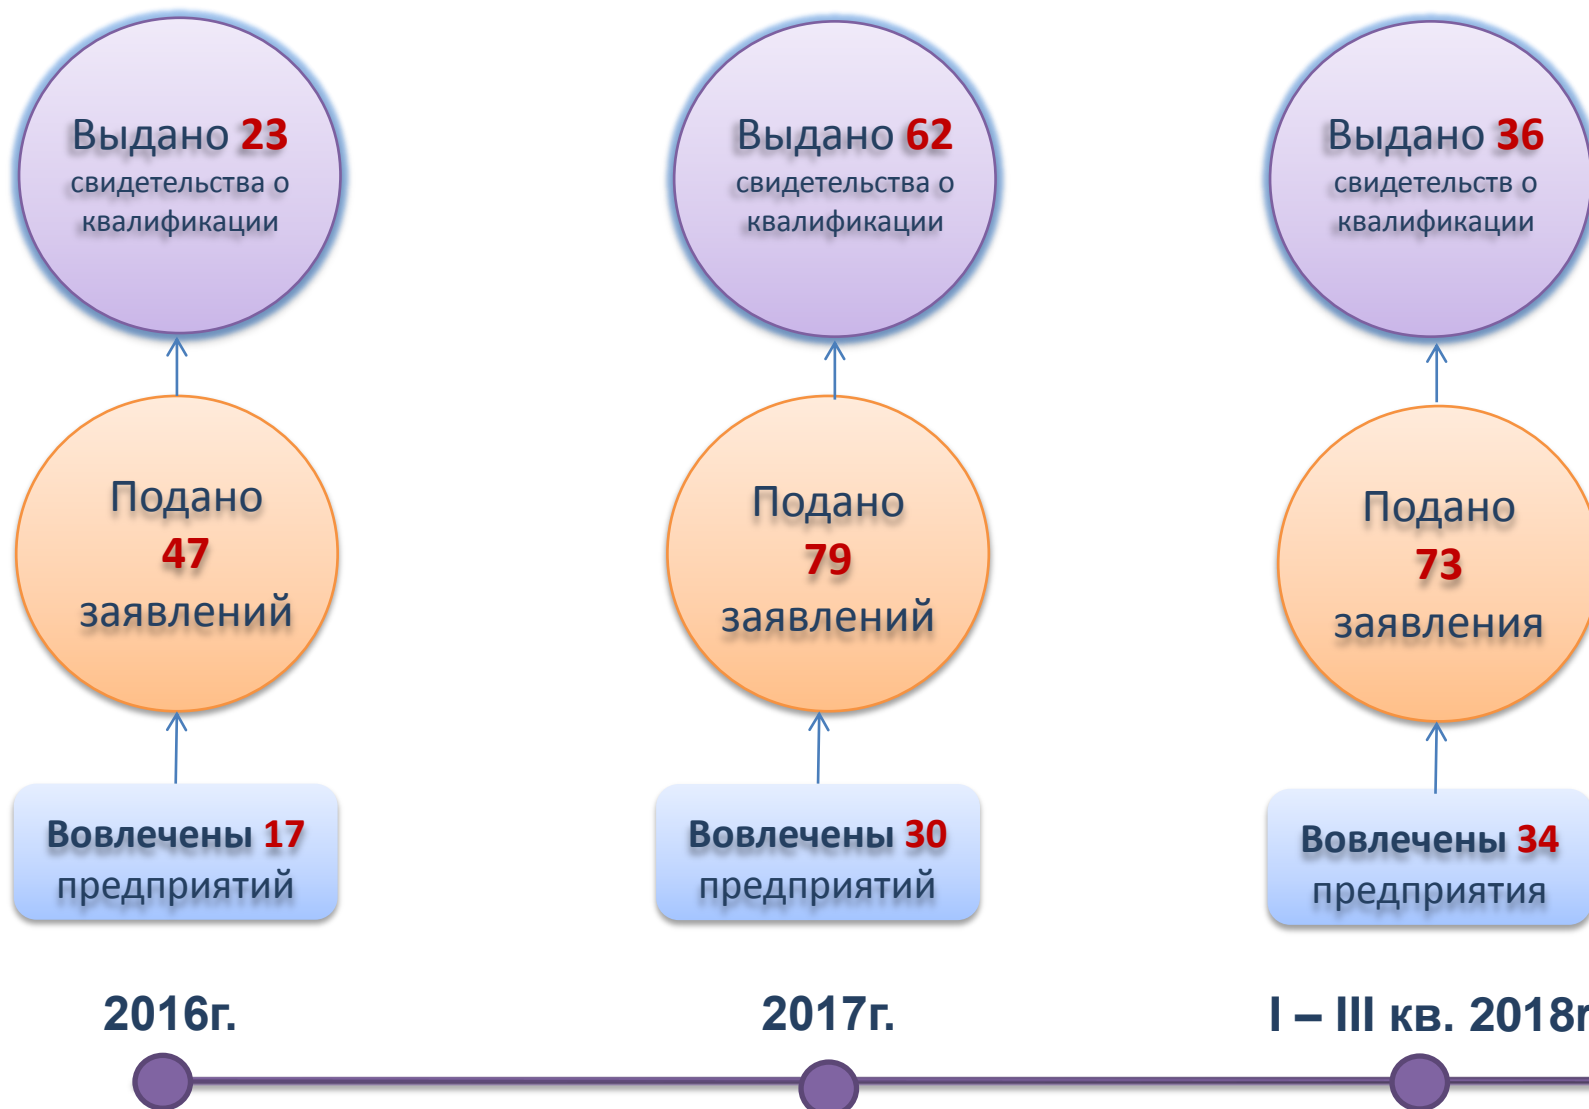 Выдано 23
свидетельства о
квалификации
Подано
47
заявлений
Вовлечены 17
предприятий
2016г.
Выдано 62
свидетельства о
квалификации
Подано
79
заявлений
Вовлечены 30
предприятий
2017г.
Выдано 36
свидетельств о
квалификации
Подано
73
заявления
Вовлечены 34
предприятия
I – III кв. 2018г